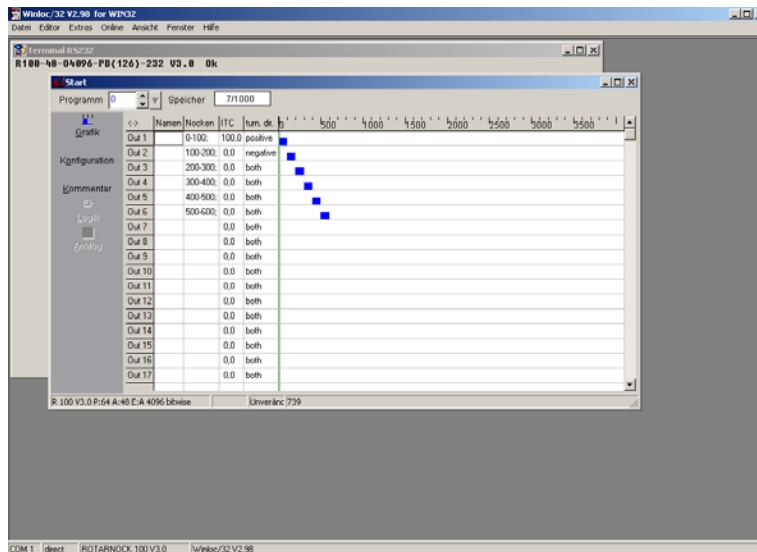 Winloc/32 V2.98 for WIN32
Datei Editor Extras Online Ansicht Fenster Hilfe
Terminal RS232
R100-48-O4096-PB(126)-232 V3.0 Ok
Start
Programm 0 Speicher 7/1000
Grafik
Konfiguration
Kommentar
Logik
Analog
<-> Namen Nocken ITC turn. dir. 0 500 1000 1500 2000 2500 3000 3500
Out 1 0-100; 100,0 positive
Out 2 100-200; 0,0 negative
Out 3 200-300; 0,0 both
Out 4 300-400; 0,0 both
Out 5 400-500; 0,0 both
Out 6 500-600; 0,0 both
Out 7 0,0 both
Out 8 0,0 both
Out 9 0,0 both
Out 10 0,0 both
Out 11 0,0 both
Out 12 0,0 both
Out 13 0,0 both
Out 14 0,0 both
Out 15 0,0 both
Out 16 0,0 both
Out 17 0,0 both
R 100 V3.0 P:64 A:48 E:A 4096 bitwise Unveränc 739
COM 1 direct ROTARNOCK 100 V3.0 Winloc/32 V2.98